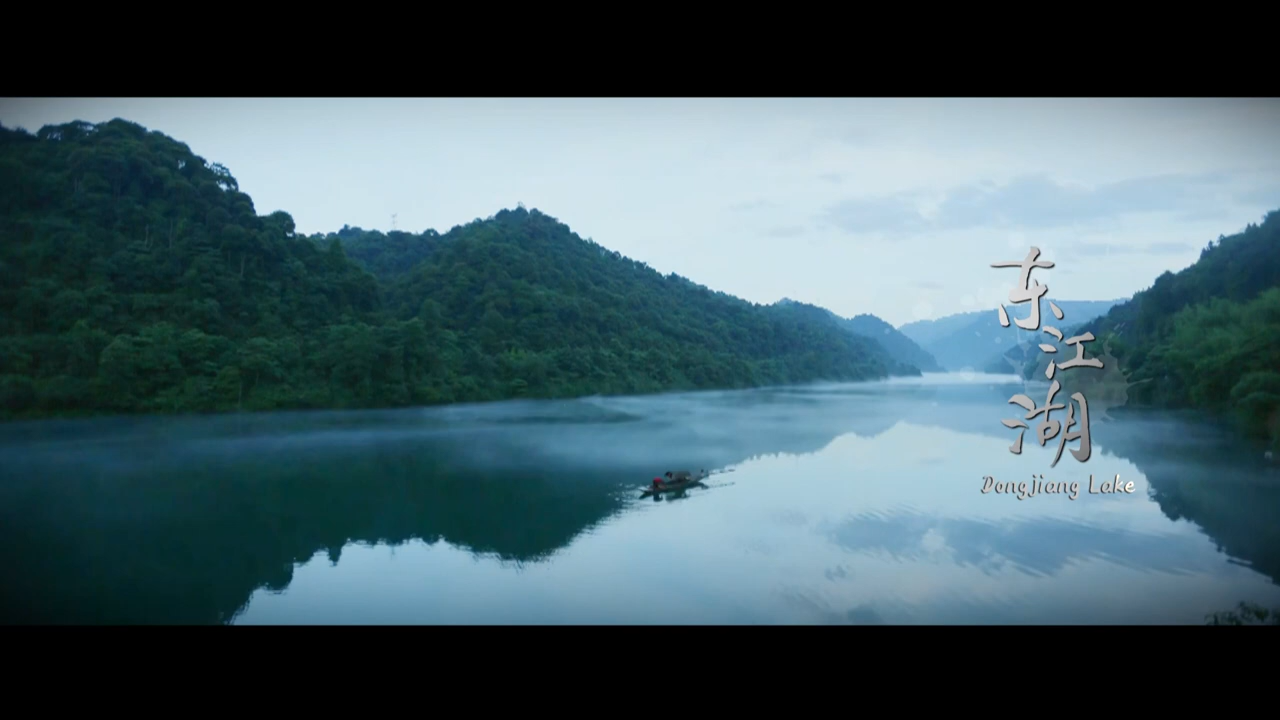 东江湖
Dongjiang Lake